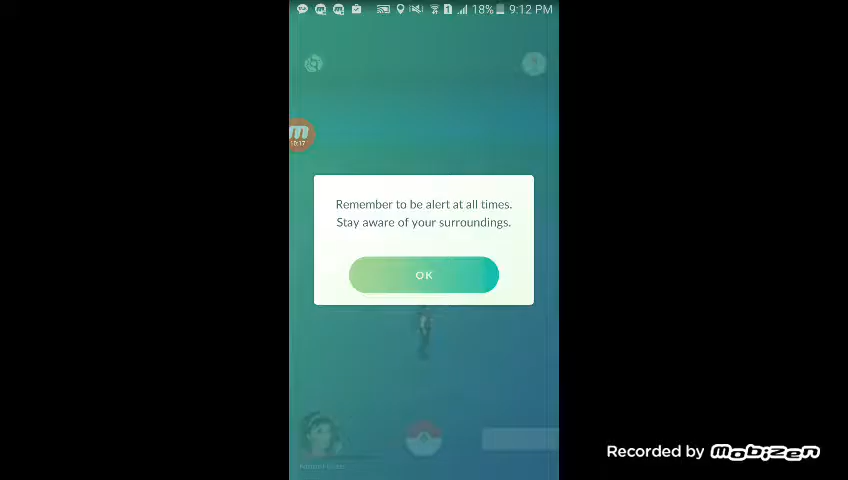 18% 9:12 PM
Remember to be alert at all times.
Stay aware of your surroundings.
OK
Recorded by mobizen